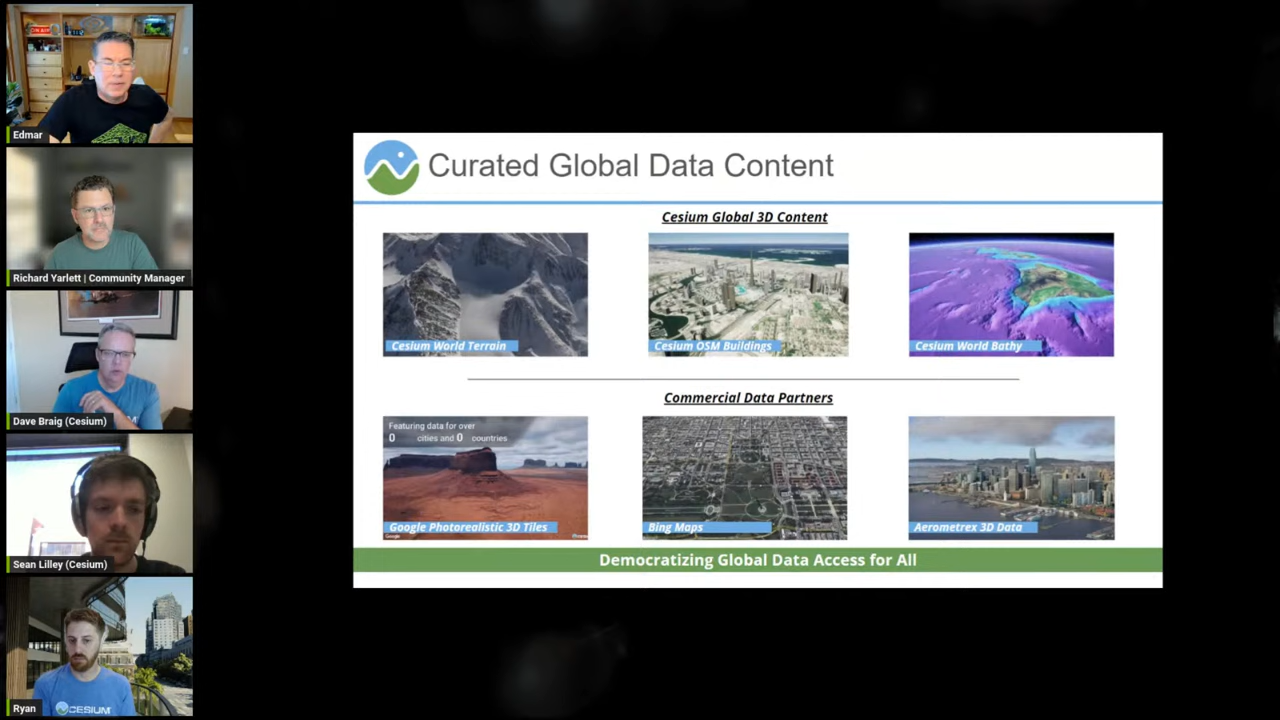 Edmar
Richard Yarlett | Community Manager
Dave Braig (Cesium)
Sean Lilley (Cesium)
CESIUM
Ryan
Curated Global Data Content
Cesium Global 3D Content
Cesium World Terrain
Cesium OSM Buildings
Cesium World Bathy
Commercial Data Partners
Featuring data for over
0 cities and 0 countries
Google Photorealistic 3D Tiles
Google
Bing Maps
Aerometrex 3D Data
Democratizing Global Data Access for All